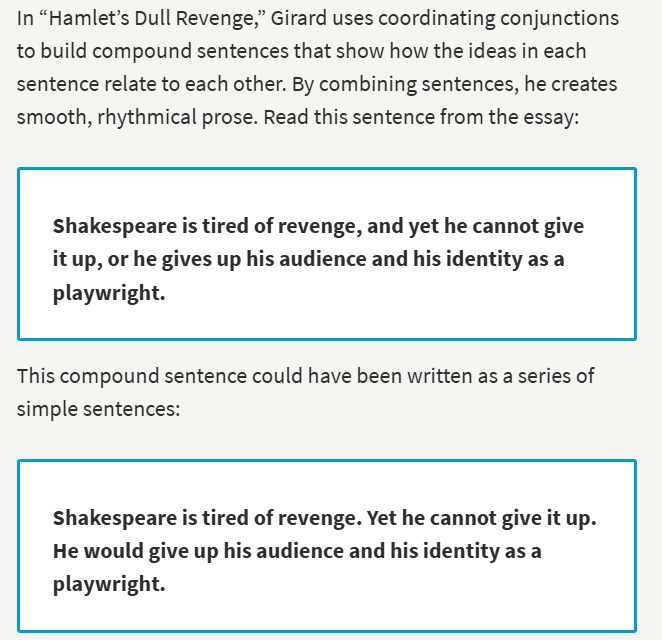 In “Hamlet’s Dull Revenge,” Girard uses coordinating conjunctions
to build compound sentences that show how the ideas in each
sentence relate to each other. By combining sentences, he creates
smooth, rhythmical prose. Read this sentence from the essay:
Shakespeare is tired of revenge, and yet he cannot give
it up, or he gives up his audience and his identity as a
playwright.
This compound sentence could have been written as a series of
simple sentences:
Shakespeare is tired of revenge. Yet he cannot give it up.
He would give up his audience and his identity as a
playwright.